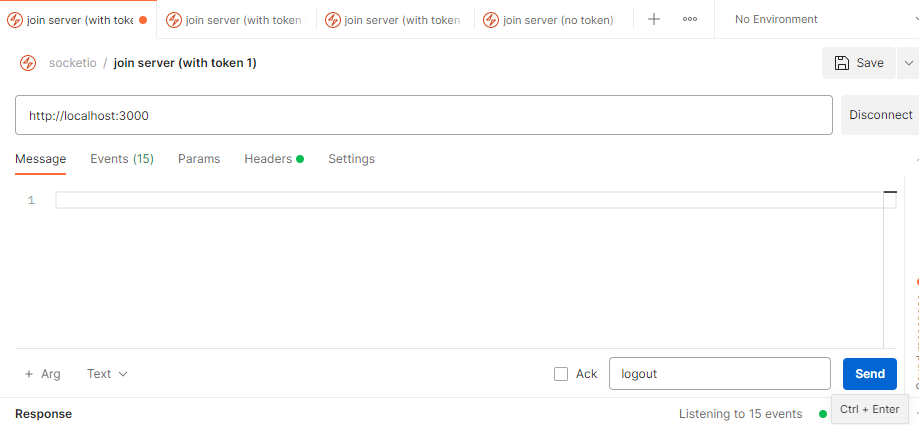 join server (with toke
join server (with token
join server (with token
join server (no token)
No Environment
socketio / join server (with token 1)
Save
http://localhost:3000
Disconnect
Message Events (15) Params Headers Settings
1
+ Arg Text Ack logout Send
Response Listening to 15 events Ctrl + Enter